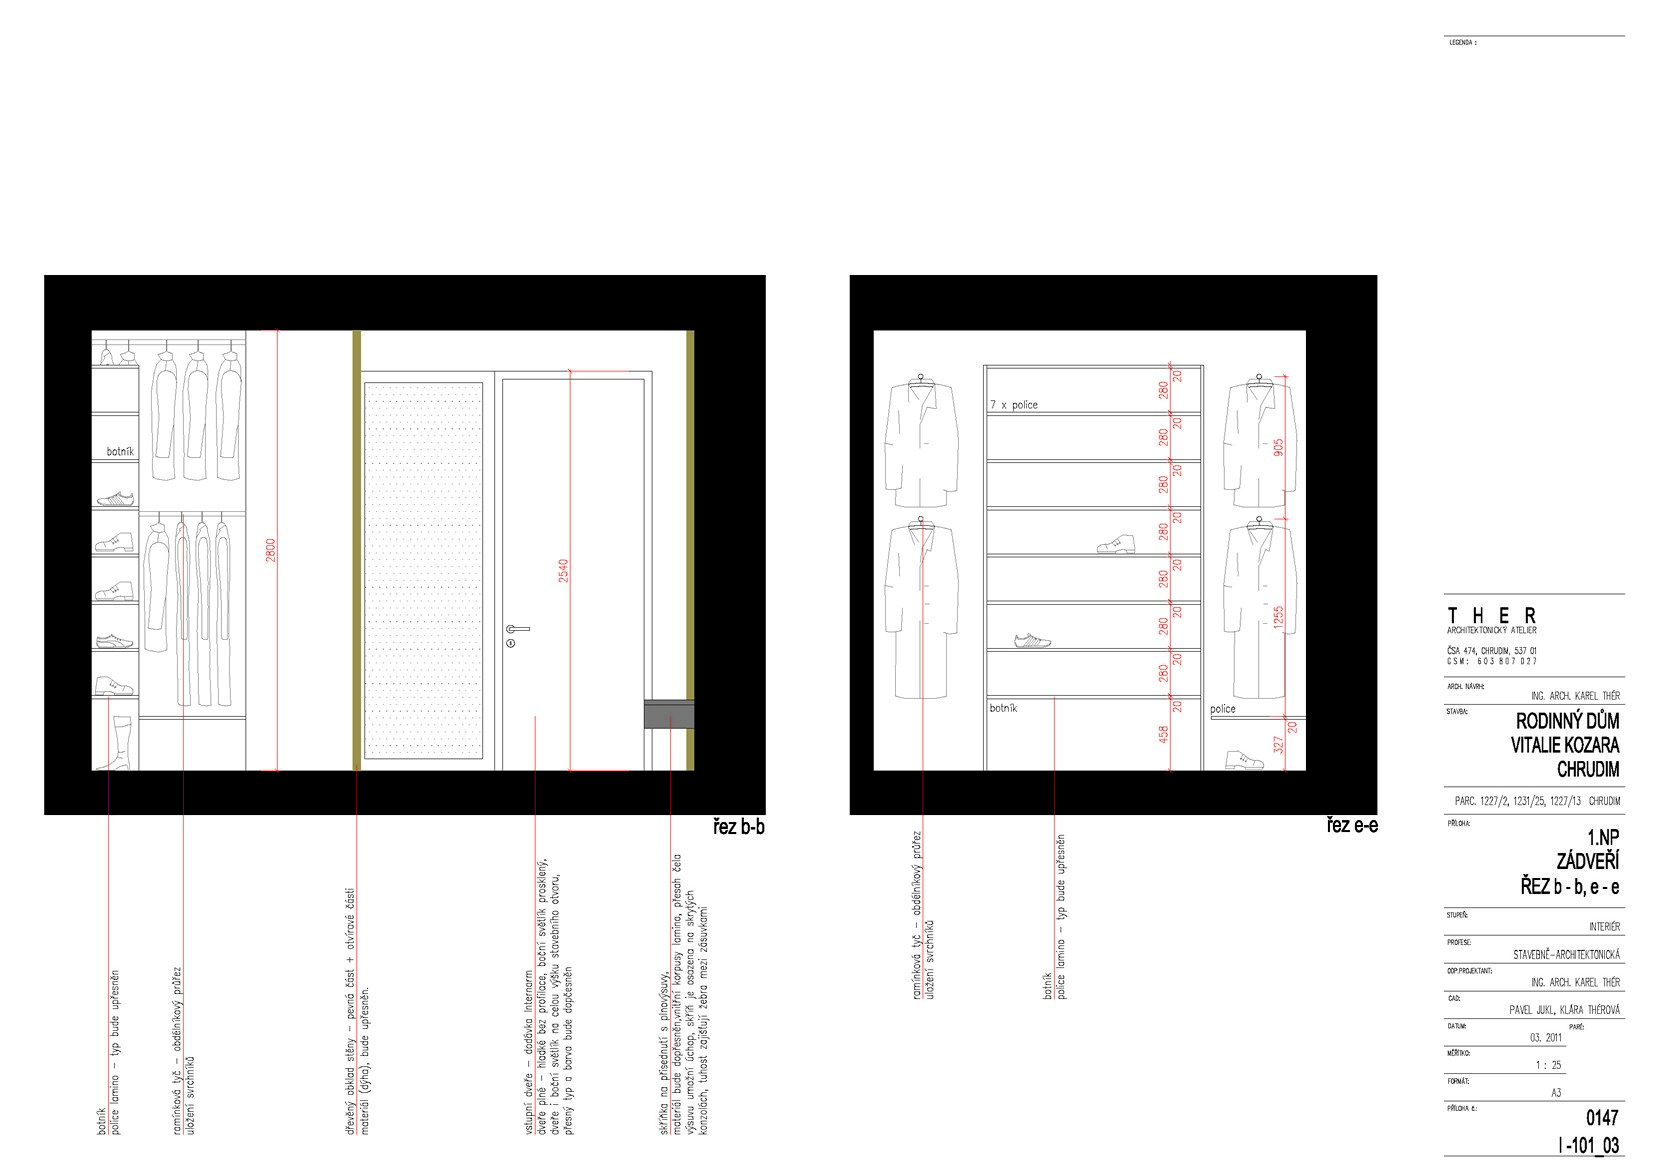 LEGENDA :
botník
2800
2540
řez b-b
botník
police lamino – typ bude upřesněn
ramínková tyč – obdélníkový průřez
uložení svrchníků
dřevěný obklad stěny – pevná část + otvíravé části
materiál (dýha), bude upřesněn.
vstupní dveře – dodávka Internorm
dveře plné – hladké bez profilace, boční světlík prosklený,
dveře i boční světlík na celou výšku stavebního otvoru,
přesný typ a barva bude dopčesněn
skříňka na přisednutí s plnovýsuvy,
materiál bude dopřesněn,vnitřní korpusy lamino, přesah čela
výsuvu umožní úchop, skříň je osazena na skrytých
konzolách, tuhost zajišťují žebra mezi zásuvkami
7 x police
280
20
280
20
280
20
280
20
280
20
280
20
280
20
458
botník
police
905
1255
20
327
řez e-e
ramínková tyč – obdélníkový průřez
uložení svrchníků
botník
police lamino – typ bude upřesněn
T H E R
ARCHITEKTONICKÝ ATELIER
ČSA 474, CHRUDIM, 537 01
GSM: 603 807 027
ARCH. NÁVRH:
ING. ARCH. KAREL THÉR
STAVBA:
RODINNÝ DŮM
VITALIE KOZARA
CHRUDIM
PARC. 1227/2, 1231/25, 1227/13 CHRUDIM
PŘÍLOHA:
1.NP
ZÁDVEŘÍ
ŘEZ b - b, e - e
STUPEŇ:
INTERIÉR
PROFESE:
STAVEBNĚ-ARCHITEKTONICKÁ
ODP.PROJEKTANT:
ING. ARCH. KAREL THÉR
CAD:
PAVEL JUKL, KLÁRA THÉROVÁ
DATUM: PARÉ:
03. 2011
MĚŘÍTKO:
1 : 25
FORMÁT:
A3
PŘÍLOHA č.:
0147
I -101_03